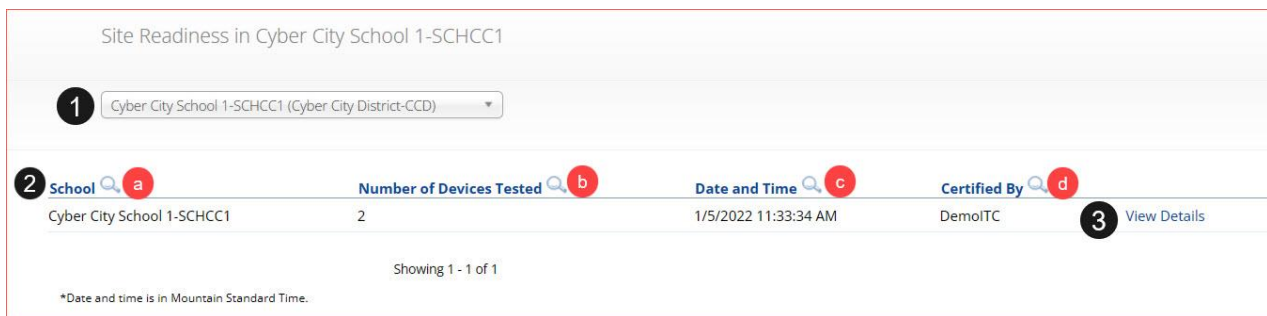 Site Readiness in Cyber City School 1-SCHCC1
1 Cyber City School 1-SCHCC1 (Cyber City District-CCD)
2 School a Number of Devices Tested b Date and Time c Certified By d
Cyber City School 1-SCHCC1 2 1/5/2022 11:33:34 AM DemoITC 3 View Details
Showing 1 - 1 of 1
*Date and time is in Mountain Standard Time.